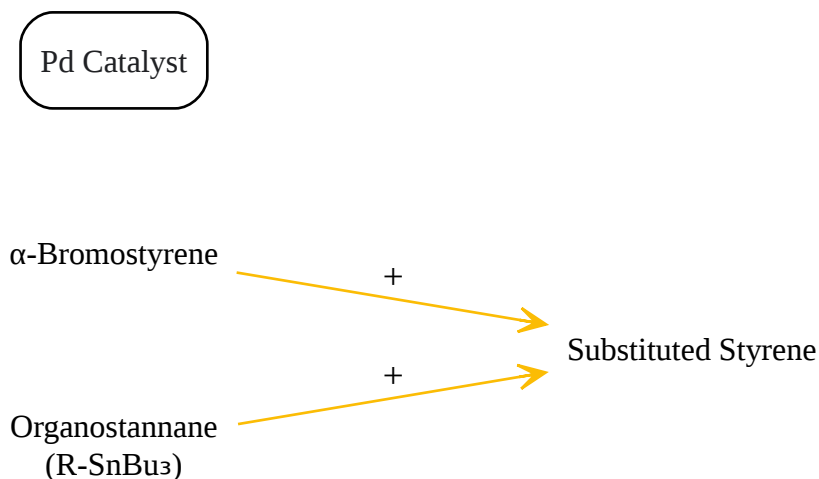 Pd Catalyst
α-Bromostyrene
+
Substituted Styrene
+
Organostannane
(R-SnBu₃)